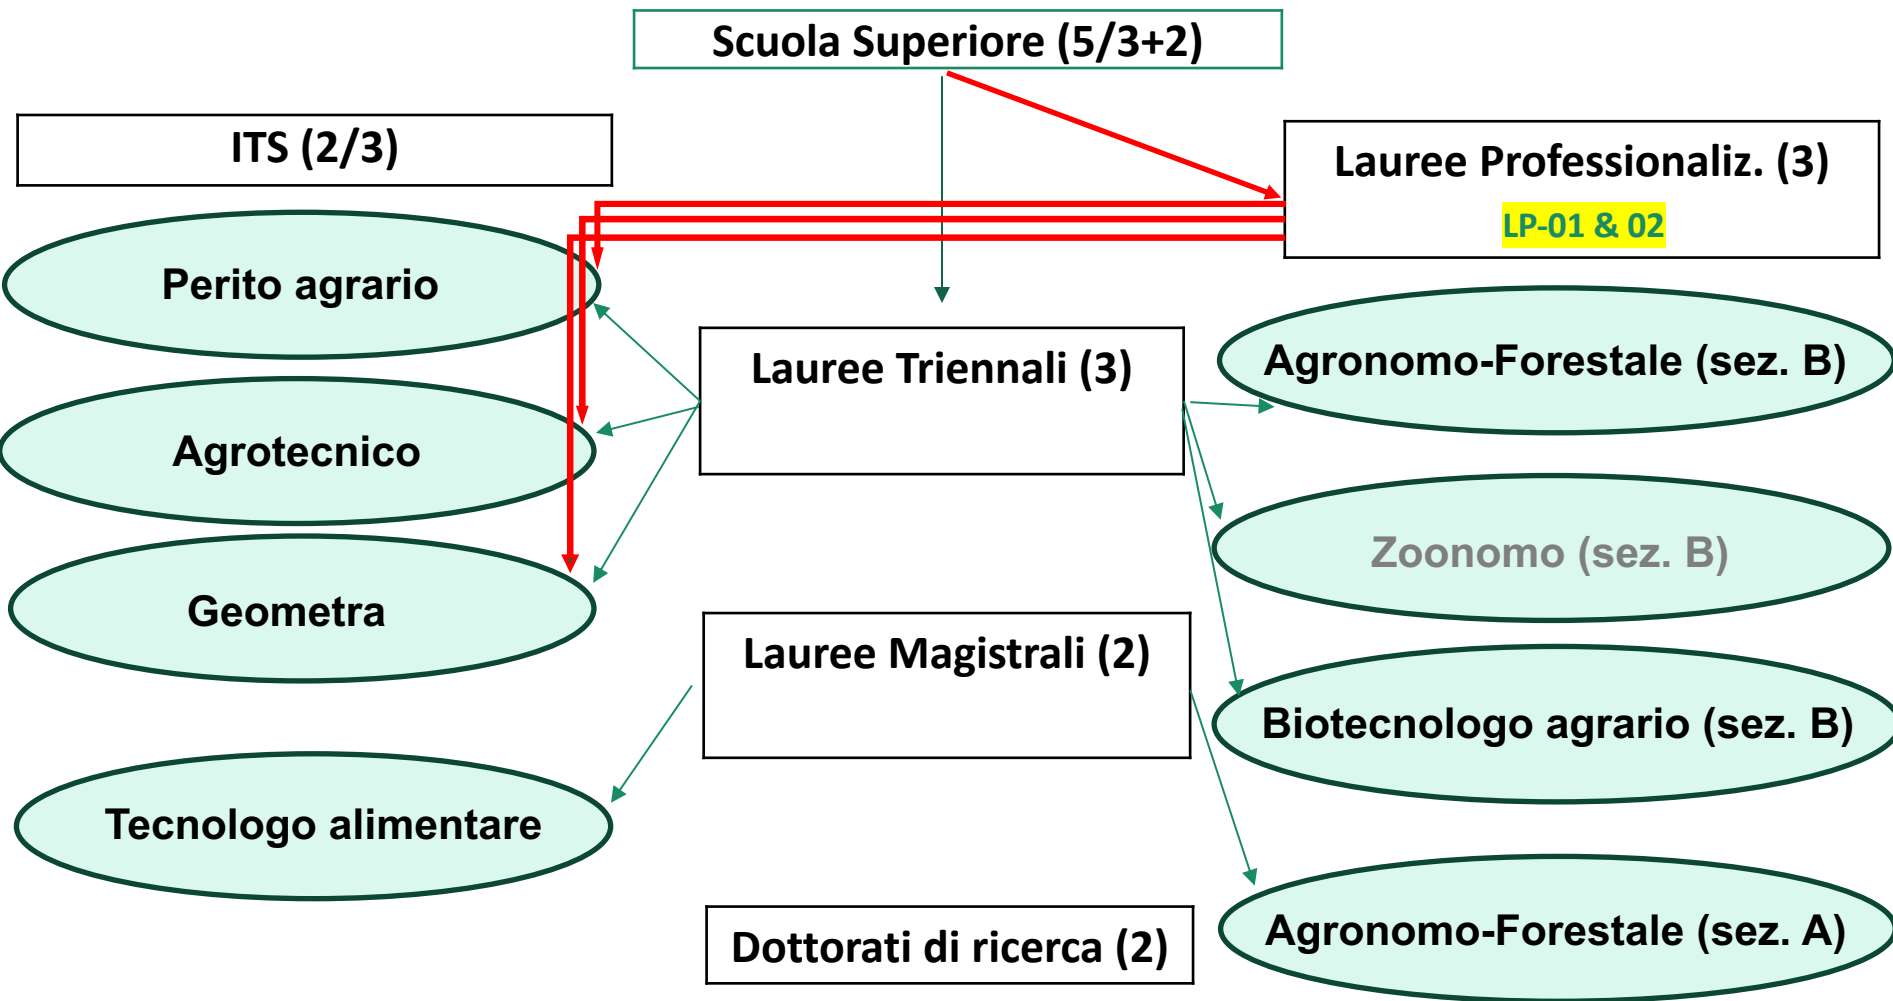 Scuola Superiore (5/3+2)
ITS (2/3)
Lauree Professionaliz. (3)
LP-01 & 02
Perito agrario
Lauree Triennali (3)
Agronomo-Forestale (sez. B)
Agrotecnico
Zoonomo (sez. B)
Geometra
Lauree Magistrali (2)
Biotecnologo agrario (sez. B)
Tecnologo alimentare
Dottorati di ricerca (2)
Agronomo-Forestale (sez. A)